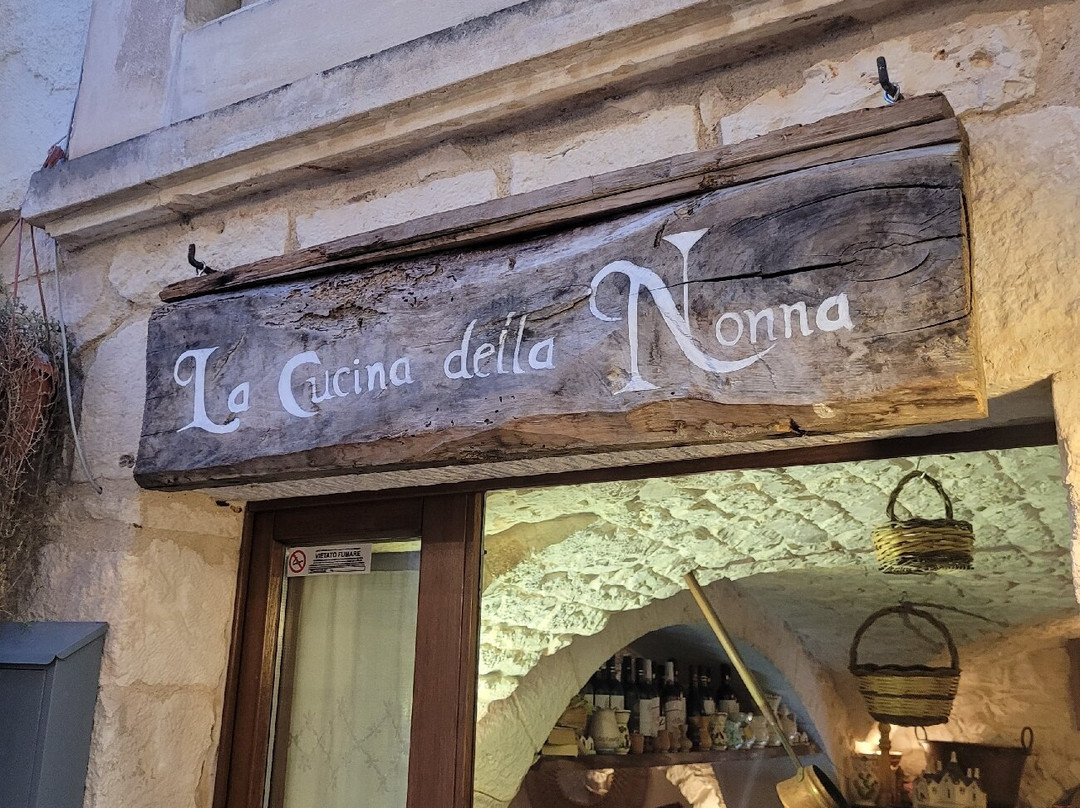 La Cucina della Nonna
VIETATO FUMARE